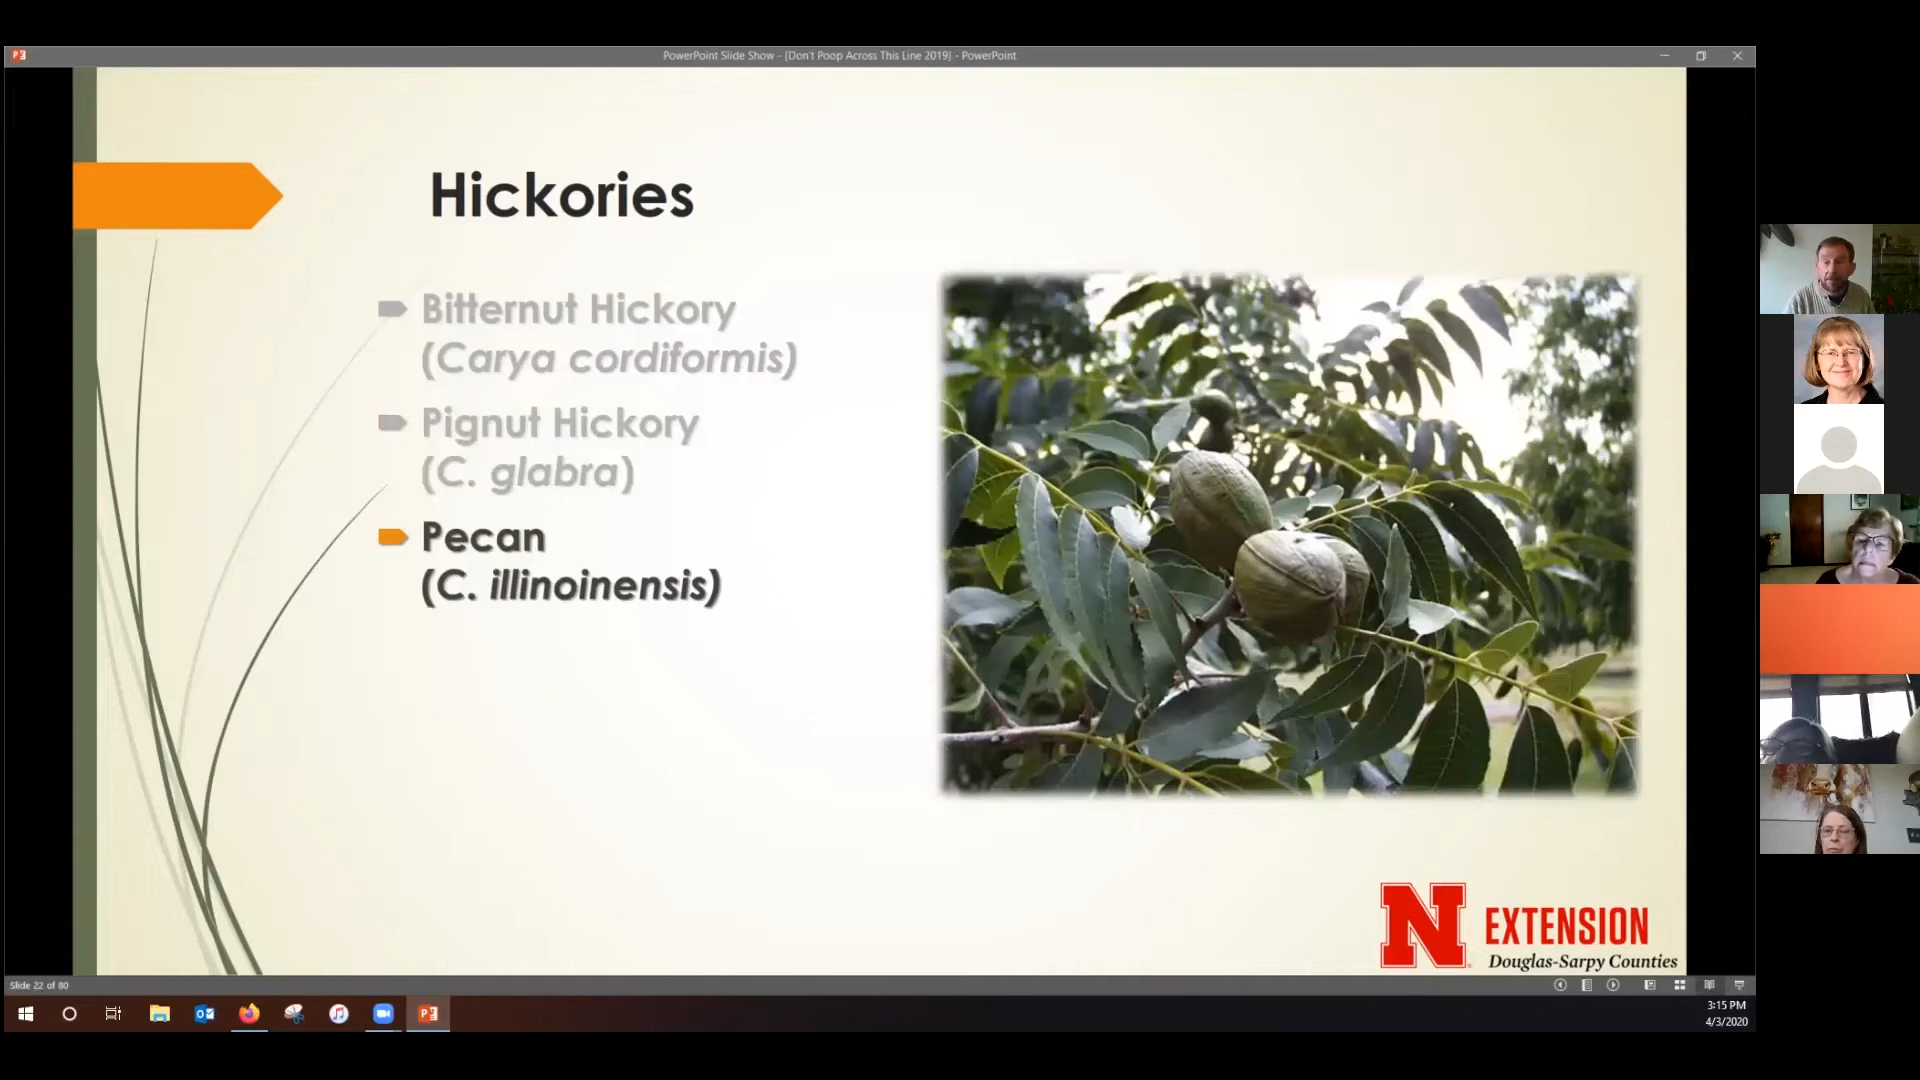 PowerPoint Slide Show - [Don't Poop Across This Line 2019] - PowerPoint
Hickories
Bitternut Hickory
(Carya cordiformis)
Pignut Hickory
(C. glabra)
Pecan
(C. illinoinensis)
N EXTENSION
Douglas-Sarpy Counties
Slide 22 of 80
3:15 PM
4/3/2020